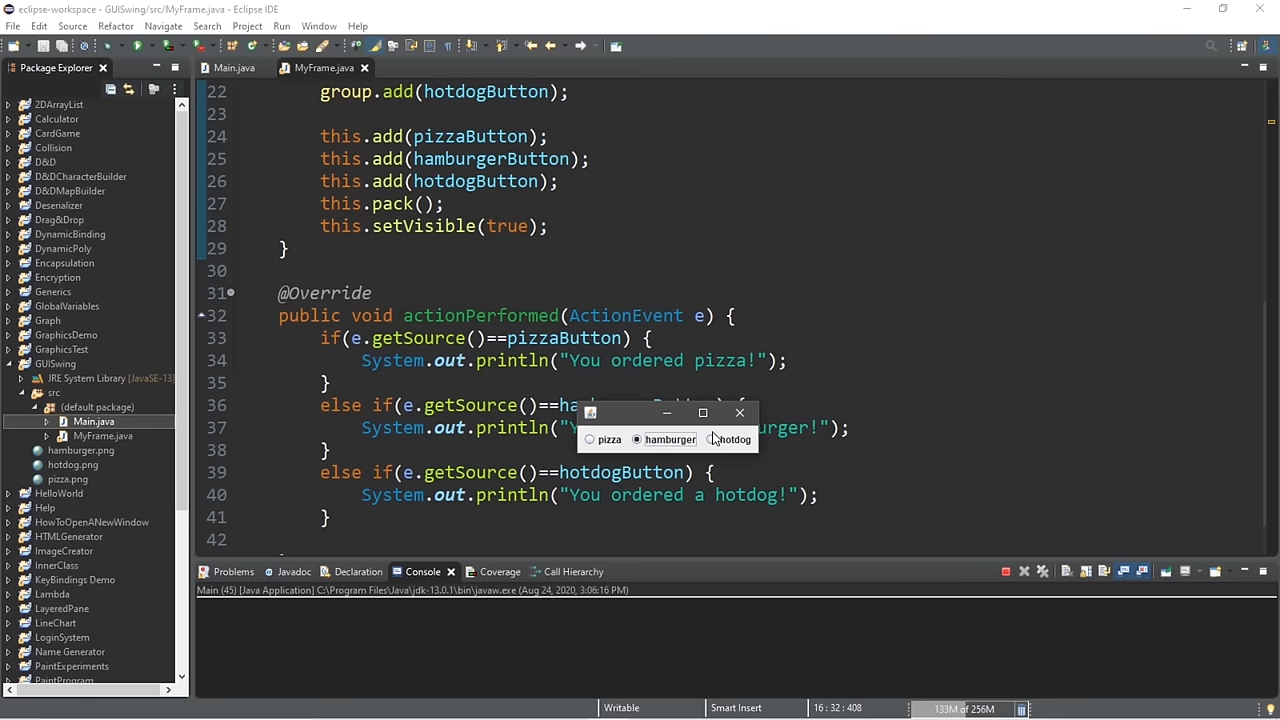 eclipse-workspace - GUISwing/src/MyFrame.java - Eclipse IDE
File Edit Source Refactor Navigate Search Project Run Window Help
Package Explorer
Main.java
MyFrame.java
2DArrayList
Calculator
CardGame
Collision
D&D
D&DCharacterBuilder
D&DMapBuilder
Deserializer
Drag&Drop
DynamicBinding
DynamicPoly
Encapsulation
Encryption
Generics
GlobalVariables
Graph
GraphicsDemo
GraphicsTest
GUISwing
JRE System Library [JavaSE-13]
src
(default package)
Main.java
MyFrame.java
hamburger.png
hotdog.png
pizza.png
HelloWorld
Help
HowToOpenANewWindow
HTMLGenerator
ImageCreator
InnerClass
KeyBindings Demo
Lambda
LayeredPane
LineChart
LoginSystem
Name Generator
PaintExperiments
PaintProgram
22 group.add(hotdogButton);
23
24 this.add(pizzaButton);
25 this.add(hamburgerButton);
26 this.add(hotdogButton);
27 this.pack();
28 this.setVisible(true);
29 }
30
31 @Override
32 public void actionPerformed(ActionEvent e) {
33 if(e.getSource()==pizzaButton) {
34 System.out.println("You ordered pizza!");
35 }
36 else if(e.getSource()==ha
37 System.out.println("Y urger!");
38 }
39 else if(e.getSource()==hotdogButton) {
40 System.out.println("You ordered a hotdog!");
41 }
42
pizza hamburger hotdog
Problems Javadoc Declaration Console Coverage Call Hierarchy
Main (45) [Java Application] C:\Program Files\Java\jdk-13.0.1\bin\javaw.exe (Aug 24, 2020, 3:06:16 PM)
Writable Smart Insert 16 : 32 : 408 133M of 256M